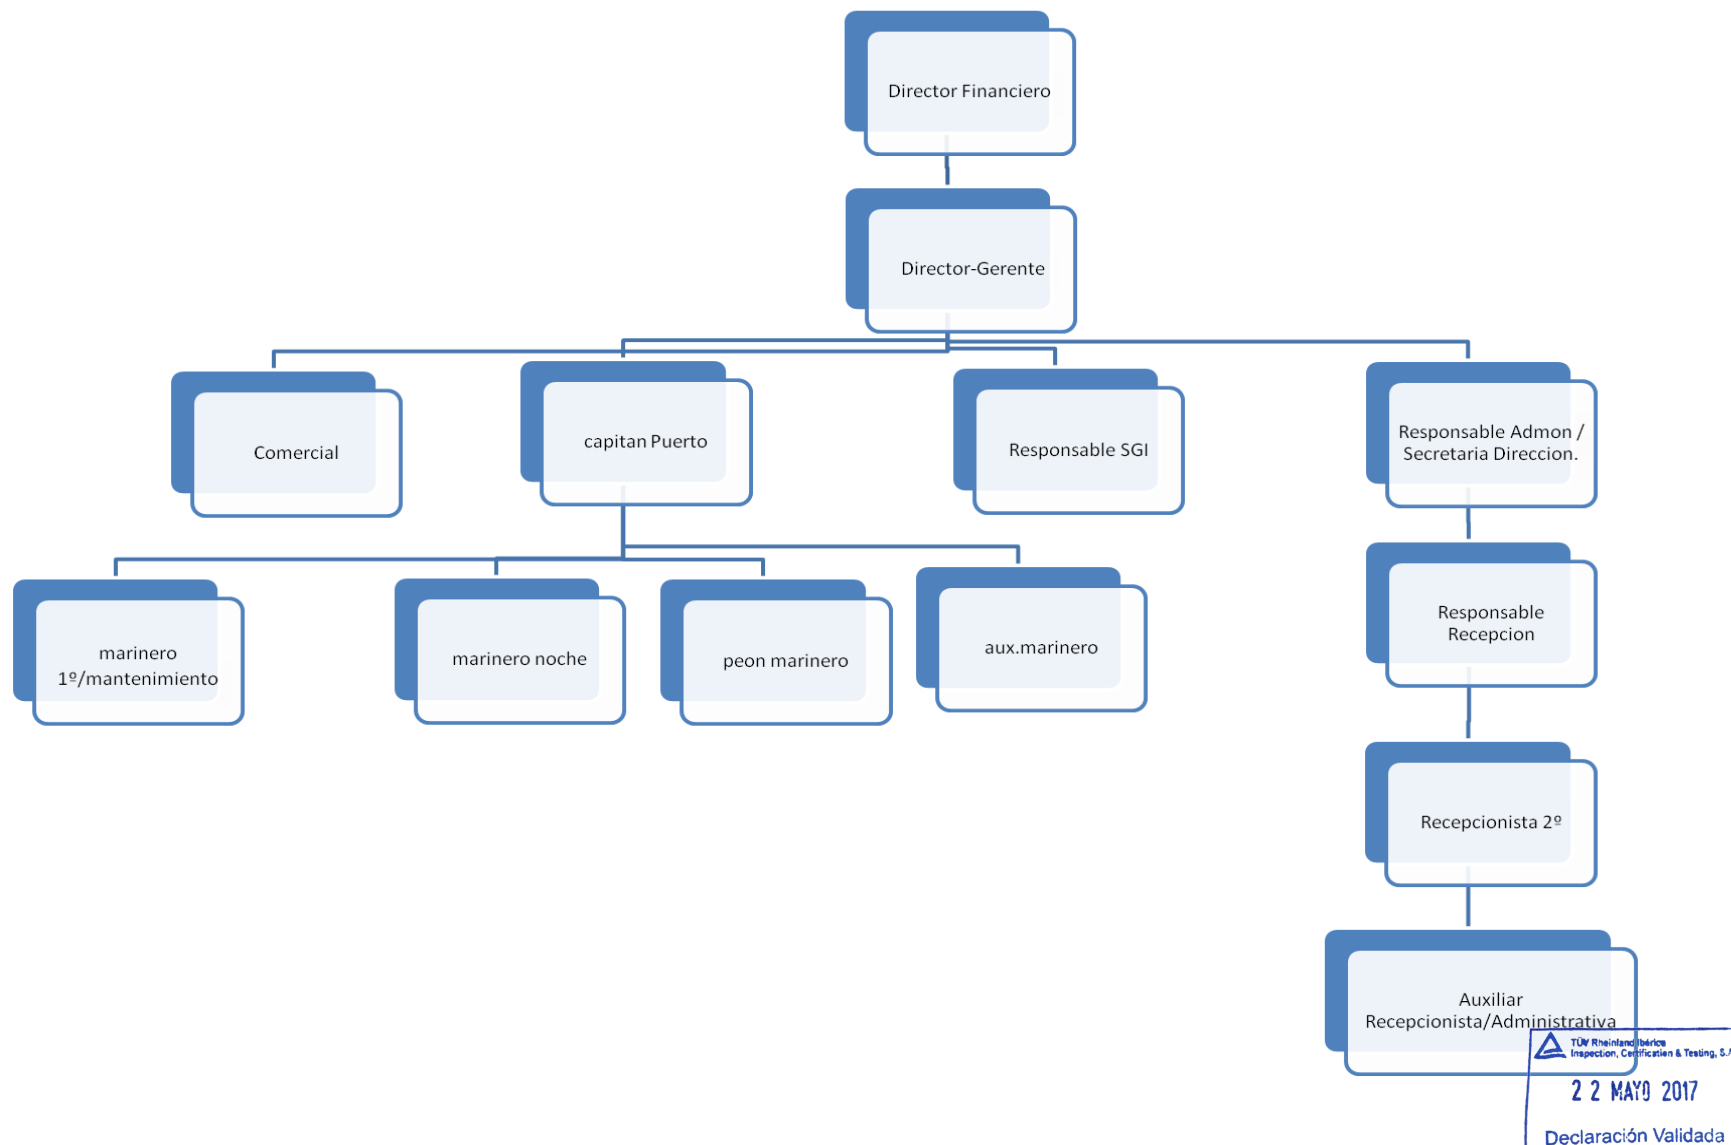 Director Financiero
Director-Gerente
Comercial
capitan Puerto
Responsable SGI
Responsable Admon /
Secretaria Direccion.
marinero
1º/mantenimiento
marinero noche
peon marinero
aux.marinero
Responsable
Recepcion
Recepcionista 2º
Auxiliar
Recepcionista/Administrativa
TÜV Rheinland Ibérica
Inspection, Certification & Testing, S.A
2 2 MAYO 2017
Declaración Validada